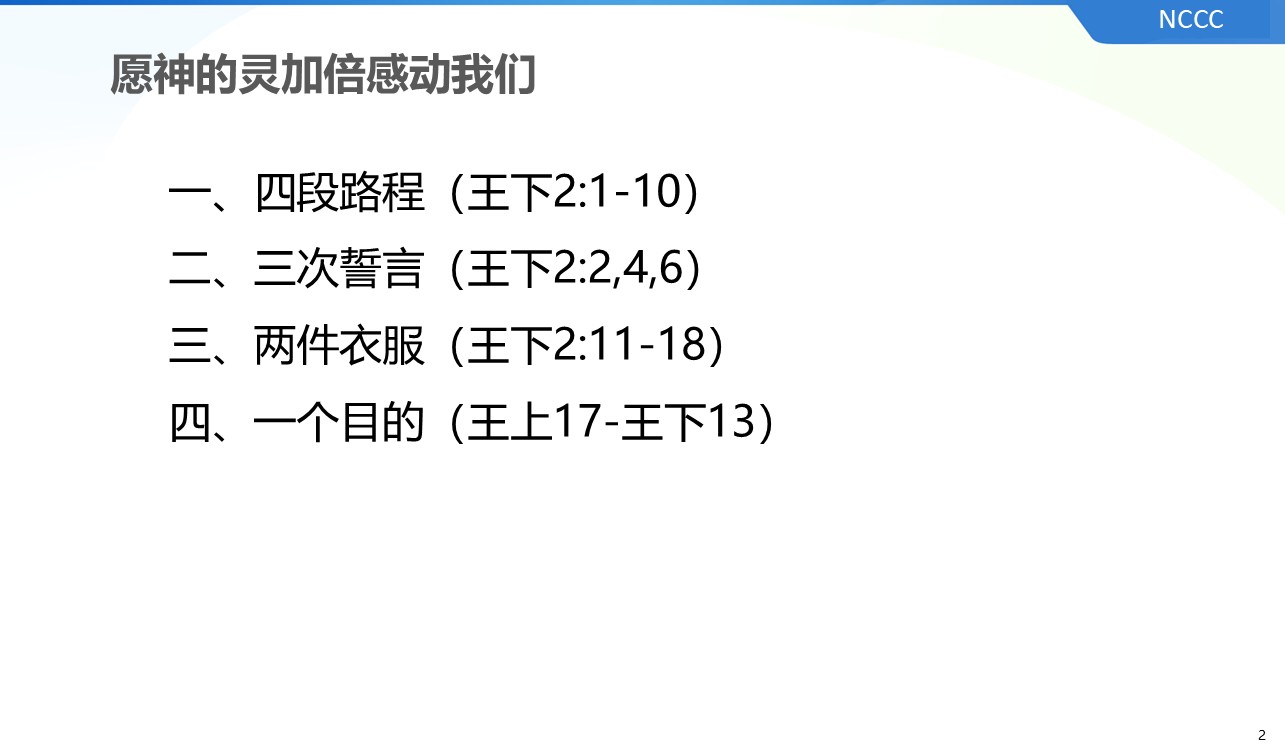 NCCC
愿神的灵加倍感动我们
一、四段路程（王下2:1-10）
二、三次誓言（王下2:2,4,6）
三、两件衣服（王下2:11-18）
四、一个目的（王上17-王下13）
2